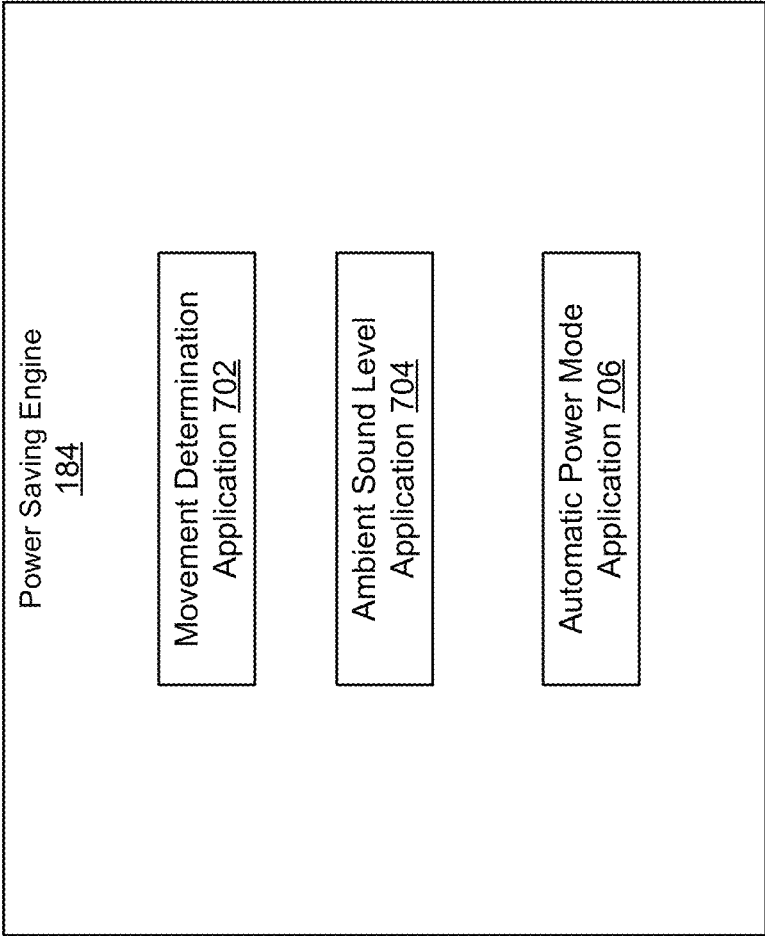 Power Saving Engine
184
Movement Determination
Application 702
Ambient Sound Level
Application 704
Automatic Power Mode
Application 706